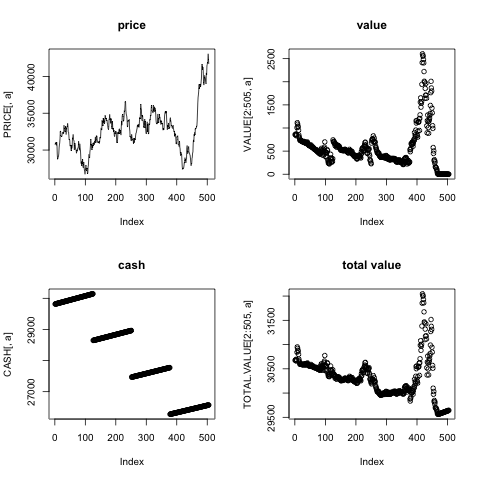 price
PRICE[, a]
40000
35000
30000
0 100 200 300 400 500
Index
value
VALUE[2:505, a]
2500
1500
500
0
0 100 200 300 400 500
Index
cash
CASH[, a]
29000
27000
0 100 200 300 400 500
Index
total value
TOTAL.VALUE[2:505, a]
31500
30500
29500
0 100 200 300 400 500
Index